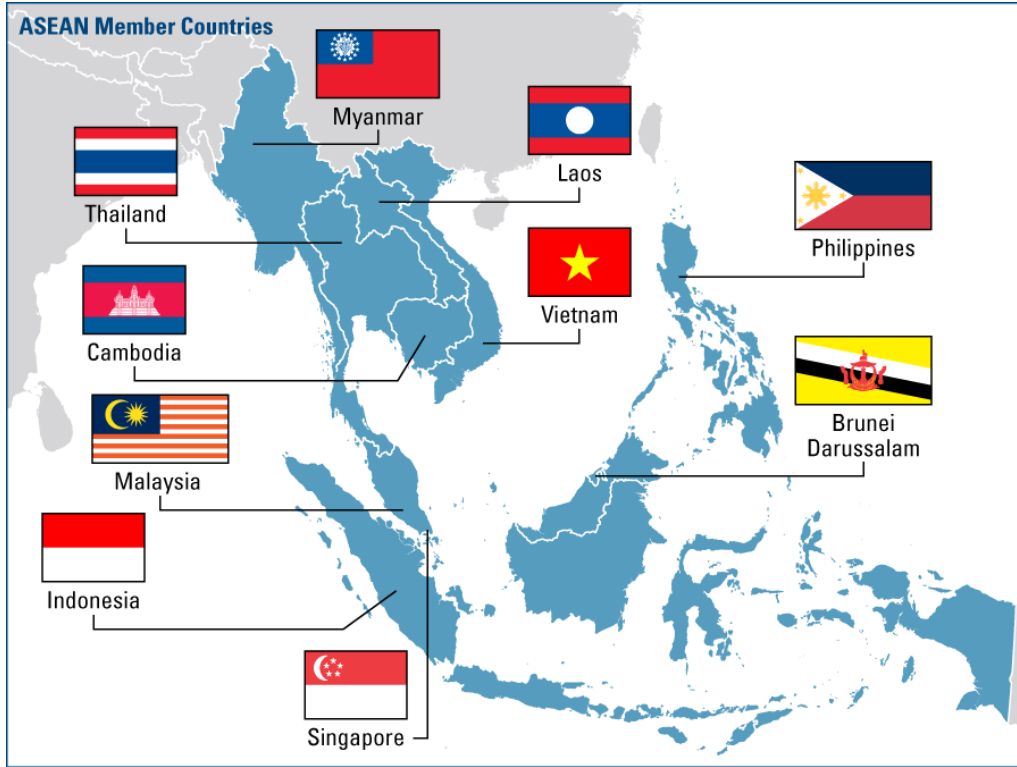 ASEAN Member Countries
Myanmar
Laos
Thailand
Philippines
Vietnam
Cambodia
Brunei
Darussalam
Malaysia
Indonesia
Singapore